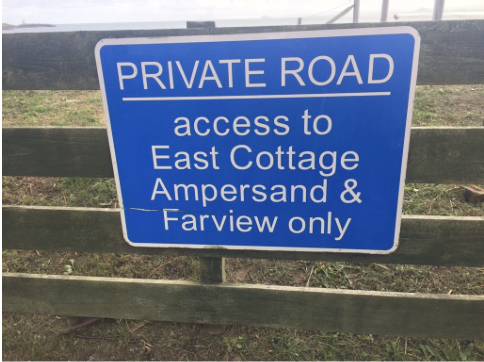 PRIVATE ROAD
access to
East Cottage
Ampersand &
Farview only